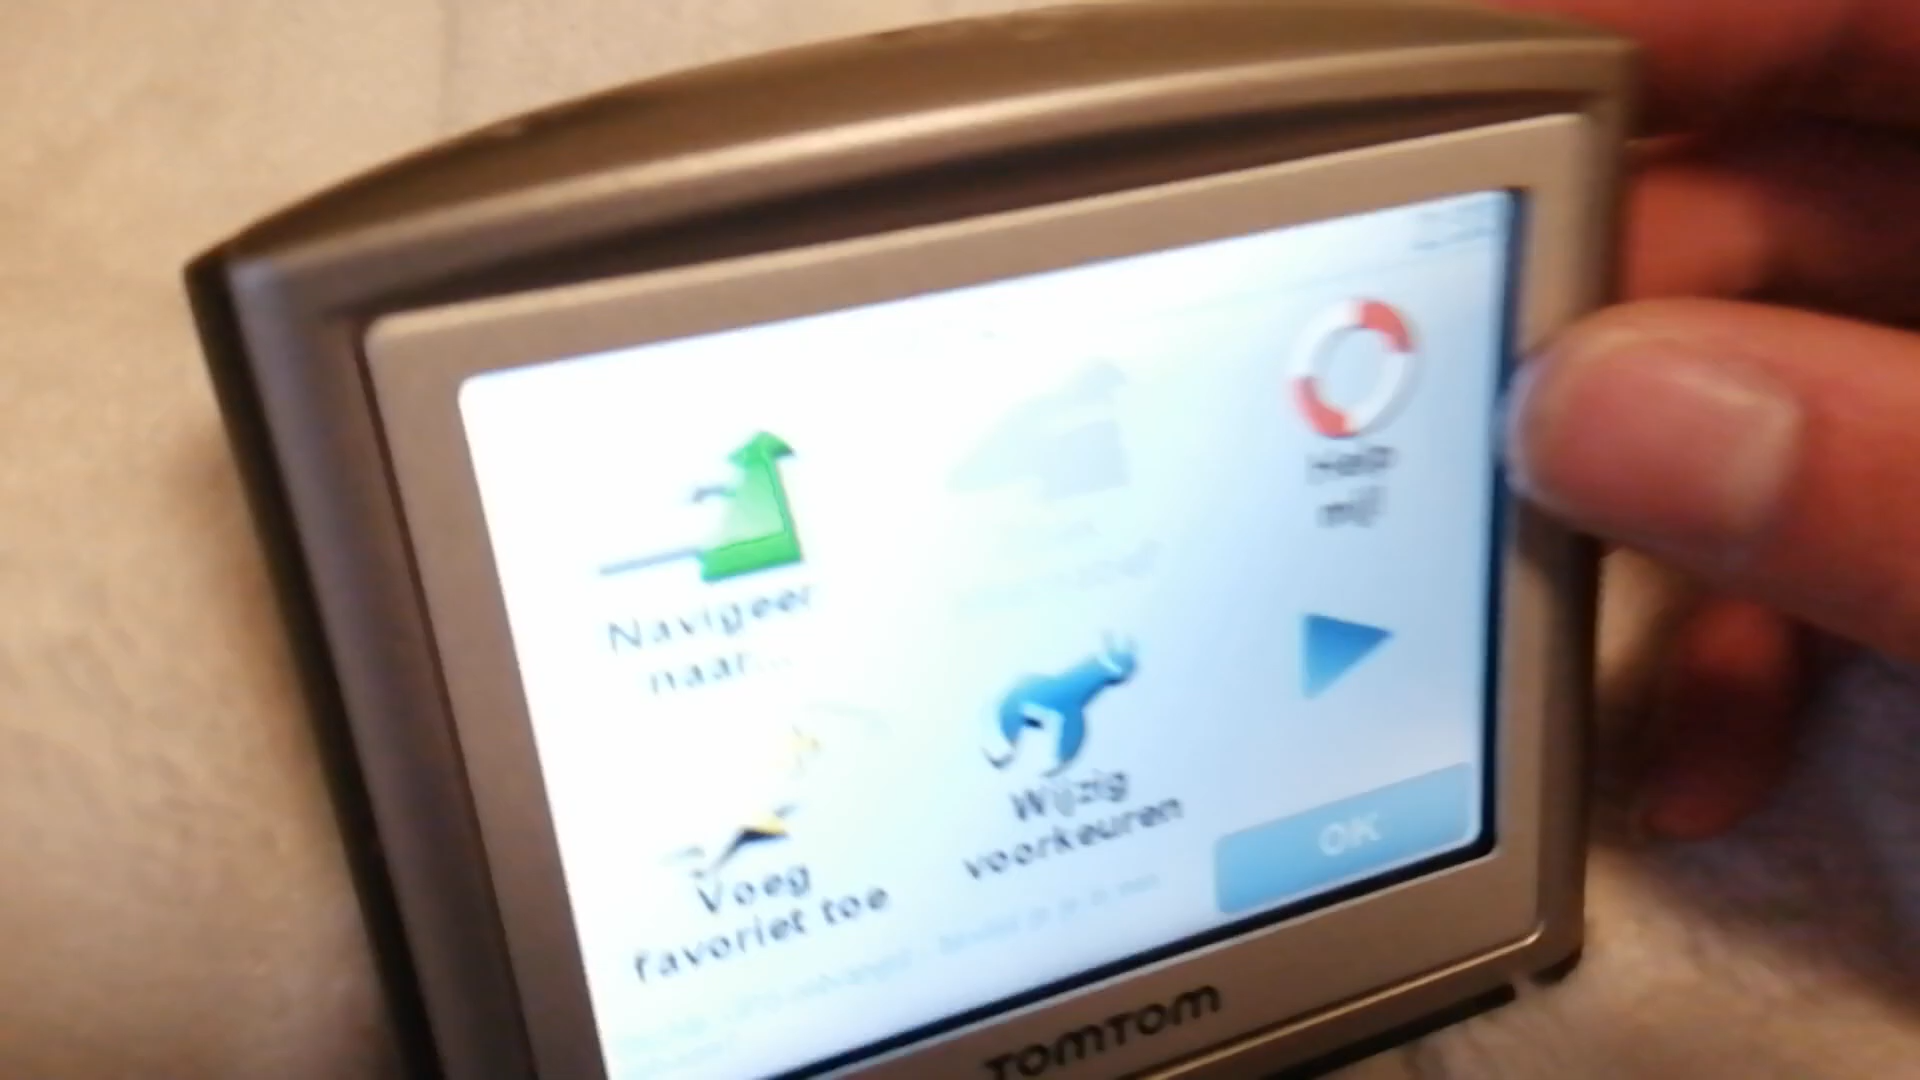 Navigeer
naar...
Help
mij
Voeg
favoriet toe
Wijzig
voorkeuren
OK
TOMTOM